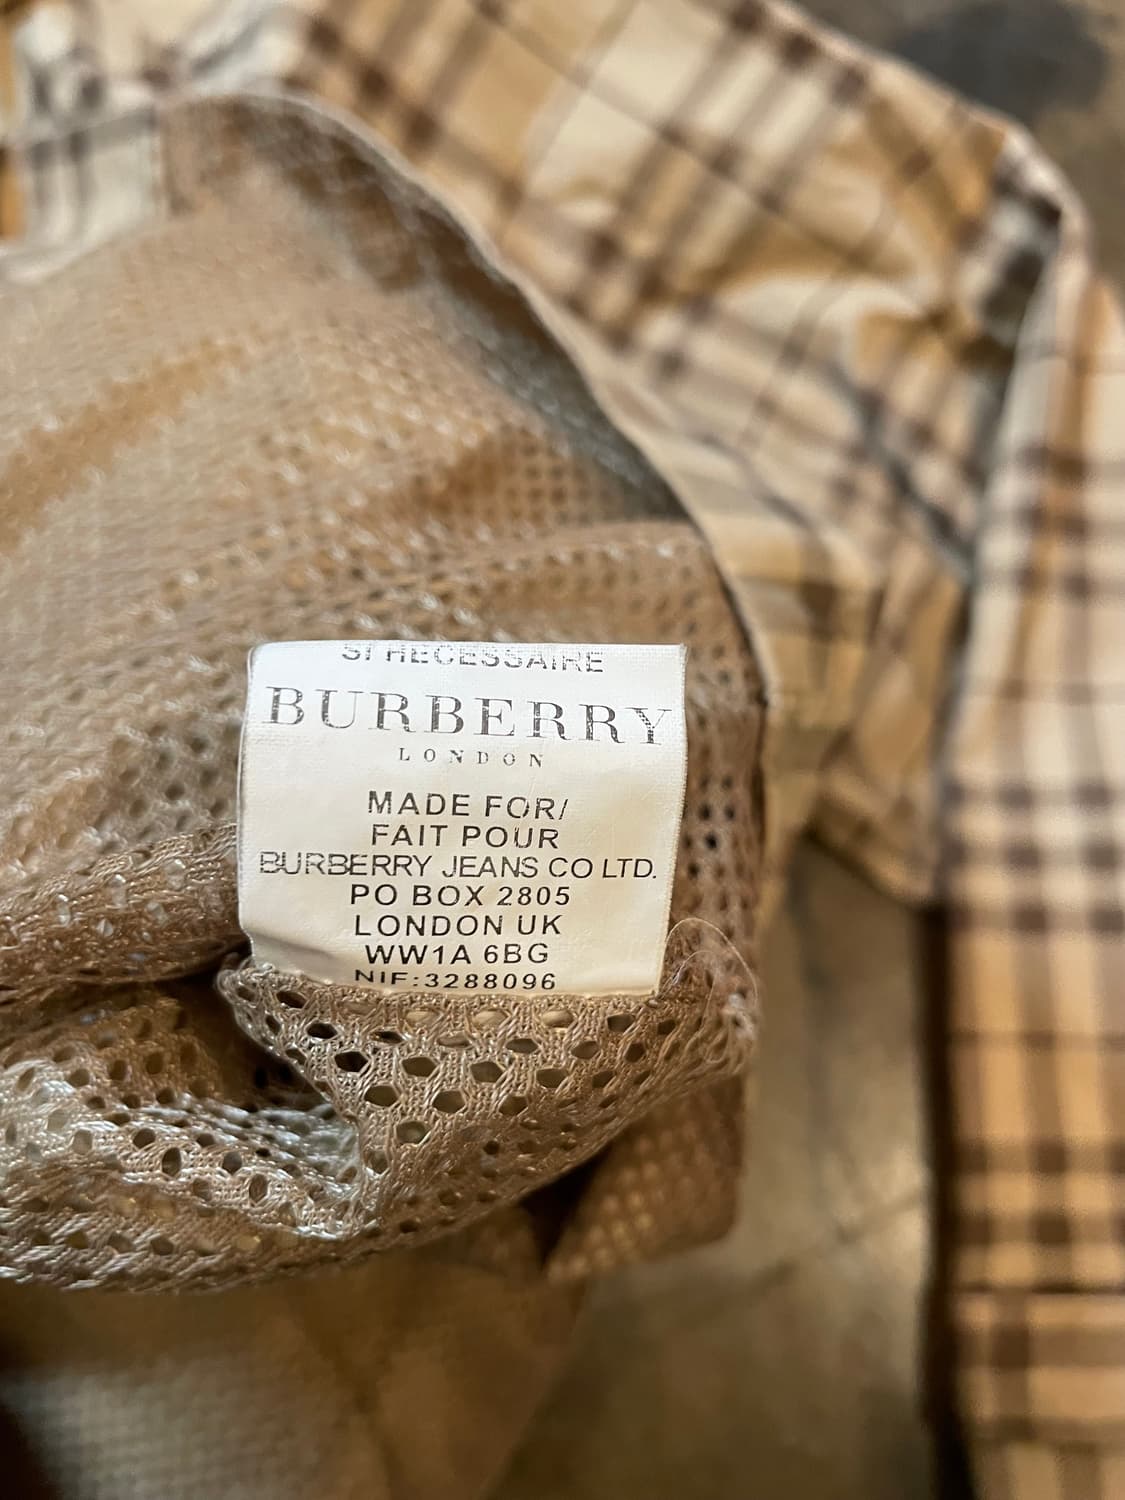 SI HECESSAIRE
BURBERRY
LONDON
MADE FOR/
FAIT POUR
BURBERRY JEANS CO LTD.
PO BOX 2805
LONDON UK
WW1A 6BG
NIF:3288096